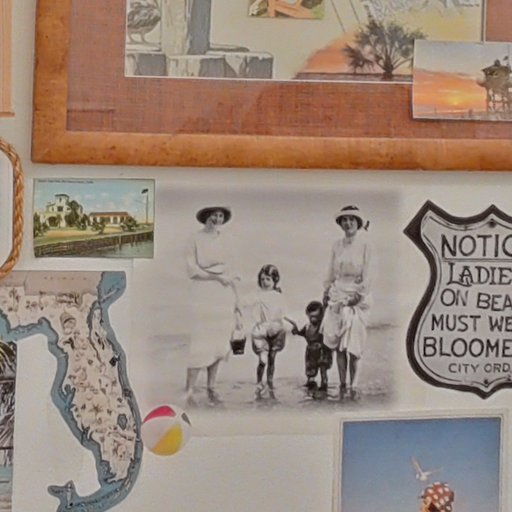 NOTIC
LADIE
ON BEA
MUST WE
BLOOME
CITY ORD